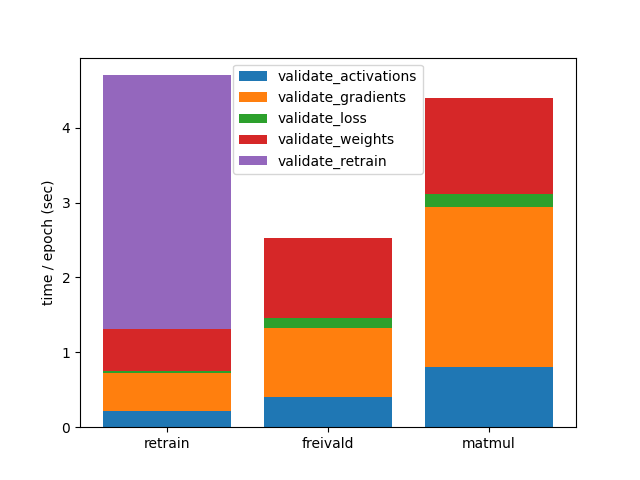 validate_activations
validate_gradients
validate_loss
validate_weights
validate_retrain
time / epoch (sec)
4
3
2
1
0
retrain
freivald
matmul